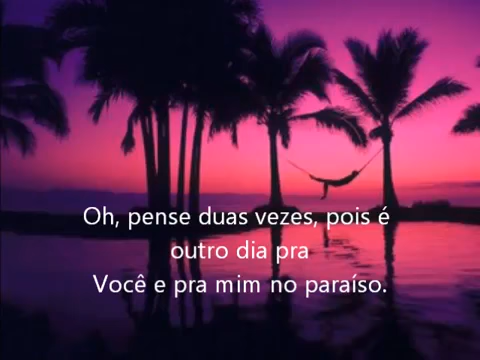 Oh, pense duas vezes, pois é
outro dia pra
Você e pra mim no paraíso.